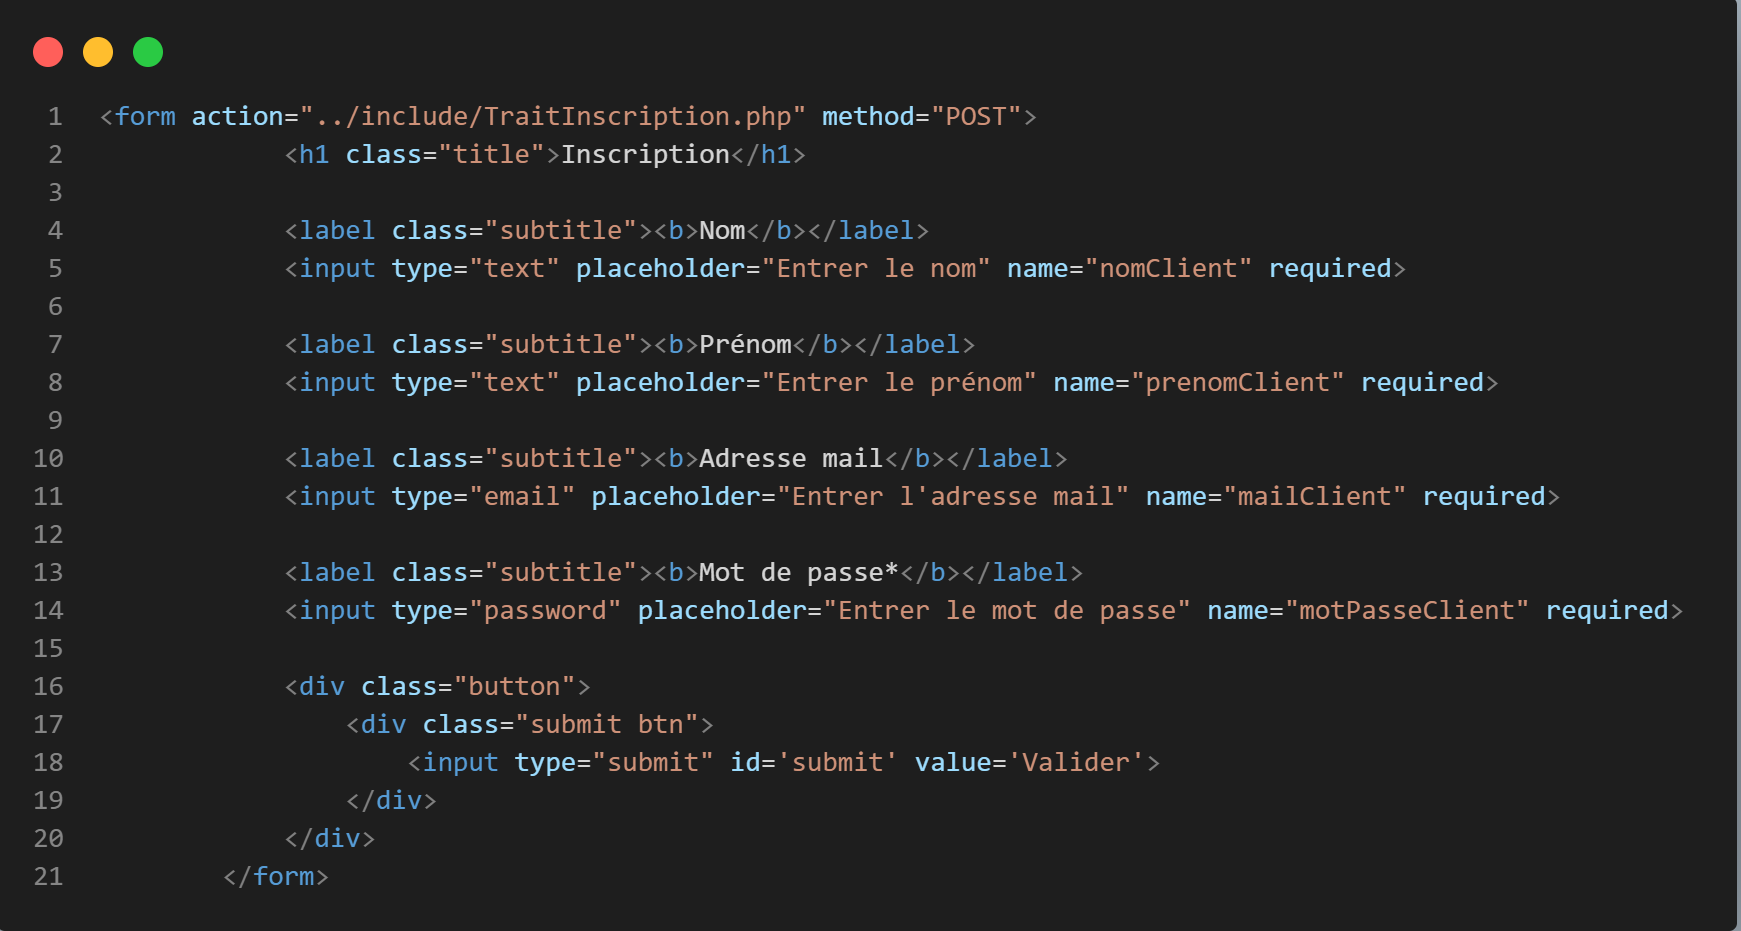 1 <form action="../include/TraitInscription.php" method="POST">
2 <h1 class="title">Inscription</h1>
3
4 <label class="subtitle"><b>Nom</b></label>
5 <input type="text" placeholder="Entrer le nom" name="nomClient" required>
6
7 <label class="subtitle"><b>Prénom</b></label>
8 <input type="text" placeholder="Entrer le prénom" name="prenomClient" required>
9
10 <label class="subtitle"><b>Adresse mail</b></label>
11 <input type="email" placeholder="Entrer l'adresse mail" name="mailClient" required>
12
13 <label class="subtitle"><b>Mot de passe*</b></label>
14 <input type="password" placeholder="Entrer le mot de passe" name="motPasseClient" required>
15
16 <div class="button">
17 <div class="submit btn">
18 <input type="submit" id='submit' value='Valider'>
19 </div>
20 </div>
21 </form>